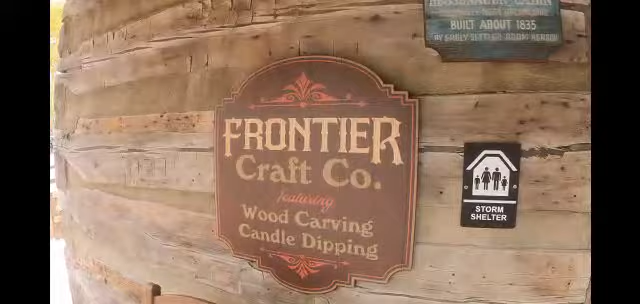 BUILT ABOUT 1835
FRONTIER
Craft Co.
featuring
Wood Carving
Candle Dipping
STORM
SHELTER